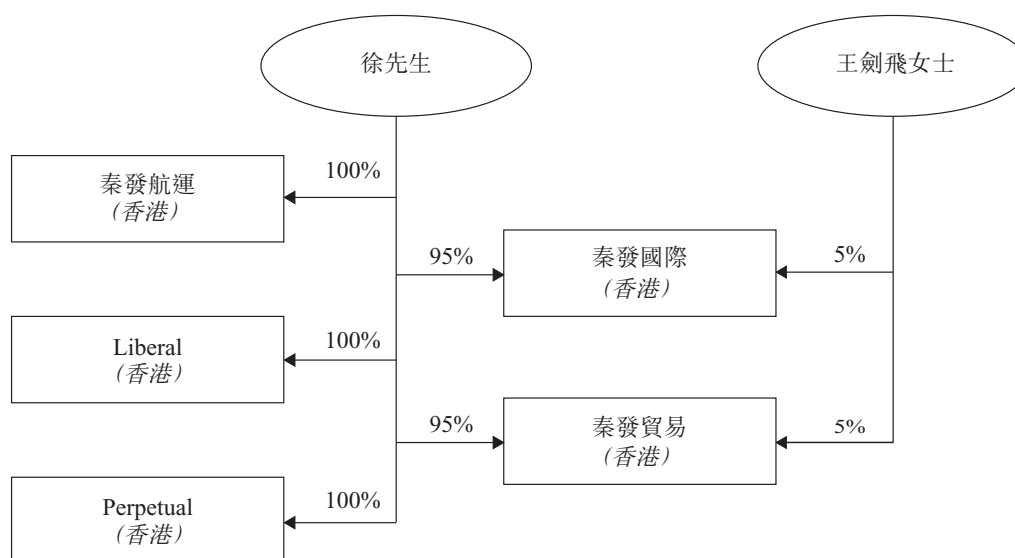 徐先生
王劍飛女士
100%
秦發航運
（香港）
95%
秦發國際
（香港）
5%
100%
Liberal
（香港）
95%
秦發貿易
（香港）
5%
100%
Perpetual
（香港）